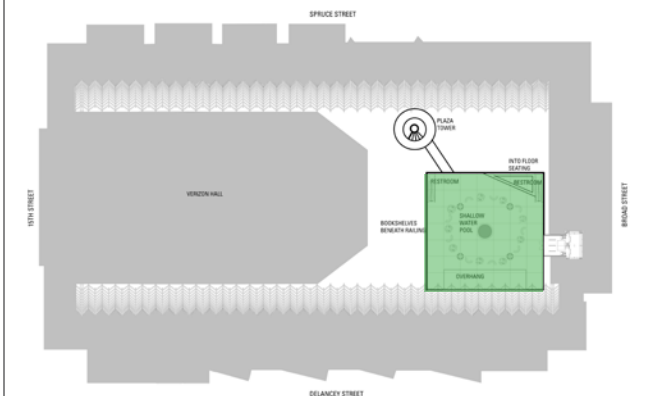 SPRUCE STREET
PLAZA
TOWER
INTO FLOOR
SEATING
RESTROOM
RESTROOM
15TH STREET
VERIZON HALL
BOOKSHELVES
BENEATH RAILING
SHALLOW
WATER
POOL
BROAD STREET
OVERHANG
DELANCEY STREET